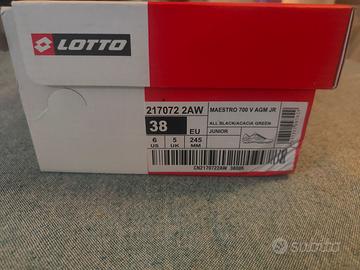 LOTTO
217072 2AW
MAESTRO 700 V AGM JR
38 EU
ALL BLACK/ACACIA GREEN
JUNIOR
6 5 245
US UK MM
CN2170722AW
subito